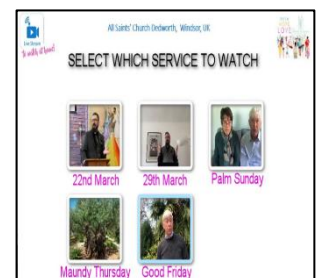 All Saints' Church Dedworth, Windsor, UK
SELECT WHICH SERVICE TO WATCH
22nd March
29th March
Palm Sunday
Maundy Thursday
Good Friday